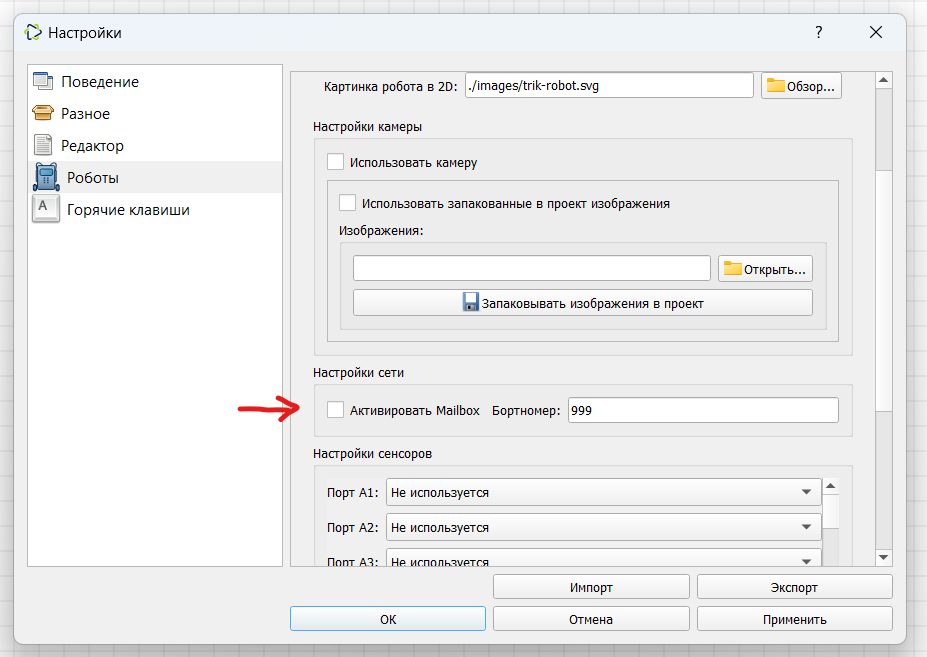 Настройки
?
Поведение
Разное
Редактор
Роботы
A Горячие клавиши
Картинка робота в 2D: ./images/trik-robot.svg Обзор...
Настройки камеры
Использовать камеру
Использовать запакованные в проект изображения
Изображения:
Открыть...
Запаковывать изображения в проект
Настройки сети
Активировать Mailbox Бортномер: 999
Настройки сенсоров
Порт A1: Не используется
Порт A2: Не используется
Порт A3: Не используется
Импорт Экспорт
OK Отмена Применить